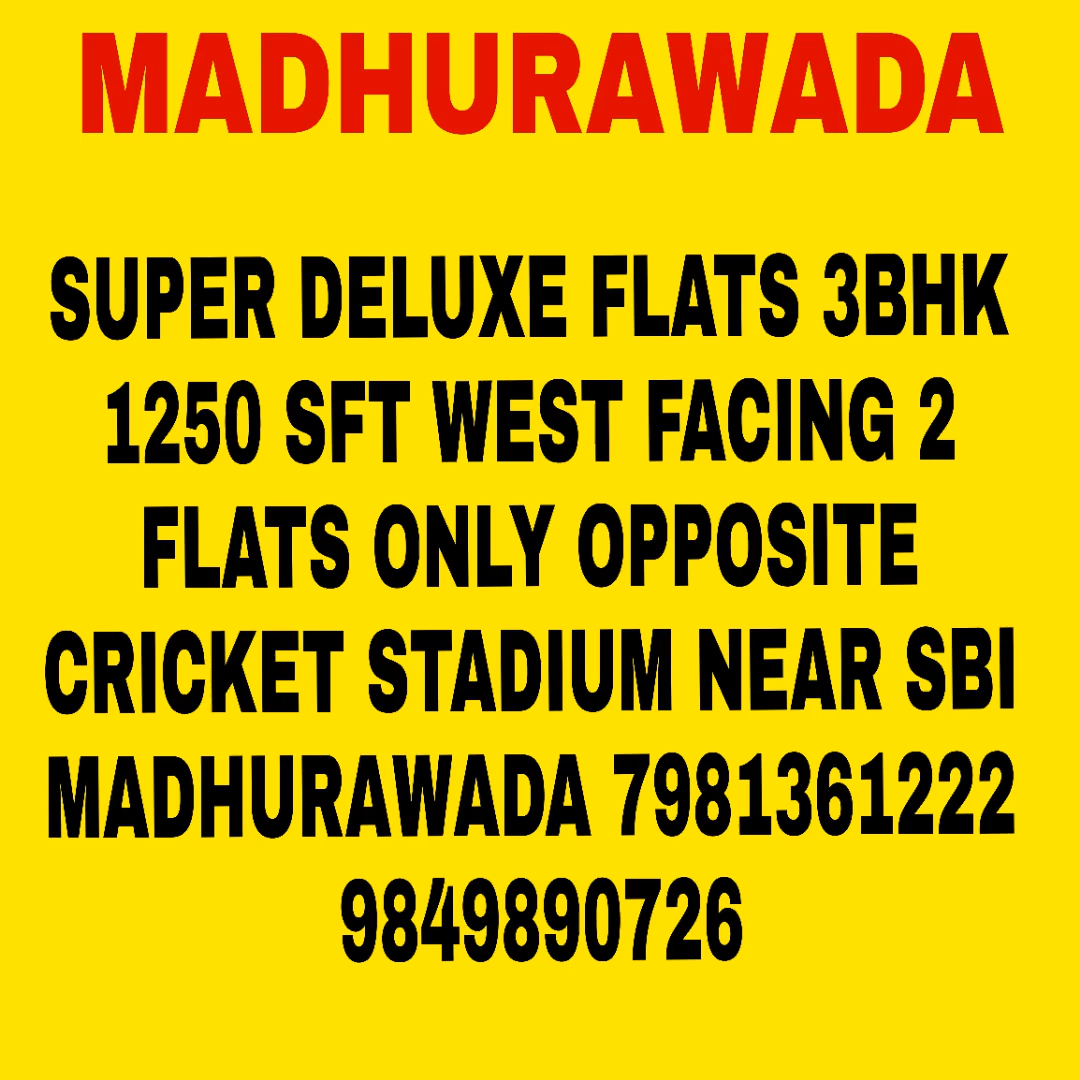 MADHURAWADA
SUPER DELUXE FLATS 3BHK
1250 SFT WEST FACING 2
FLATS ONLY OPPOSITE
CRICKET STADIUM NEAR SBI
MADHURAWADA 7981361222
9849890726